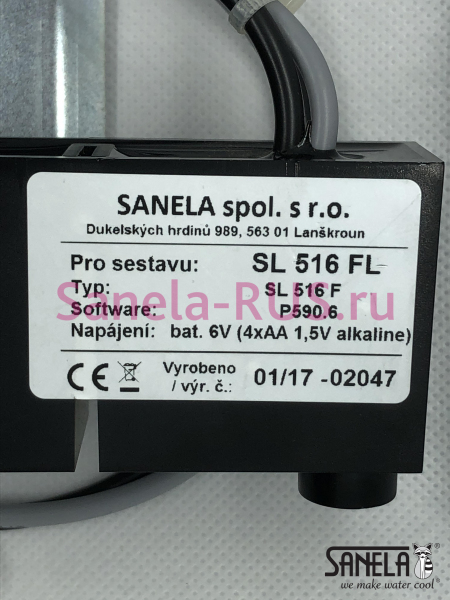 SANELA spol. s r.o.
Dukelských hrdinů 989, 563 01 Lanškroun
Pro sestavu: SL 516 FL
Typ: SL 516 F
Sanela-RUS.ru
Software: P590.6
Napájení: bat. 6V (4xAA 1,5V alkaline)
CE Vyrobeno
/ výr. č.: 01/17 -02047
SANELA®
we make water cool®